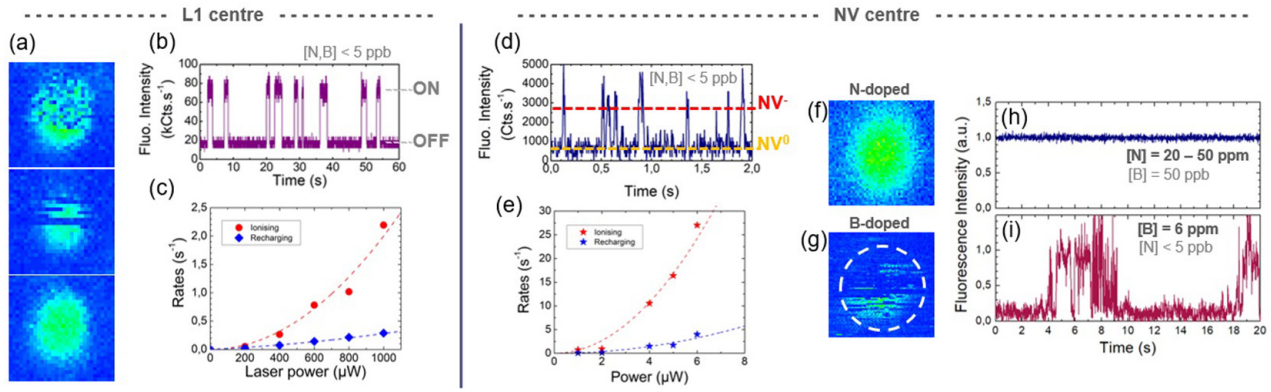 L1 centre
NV centre
(a)
(b)
[N,B] < 5 ppb
Fluo. Intensity
(kCts.s⁻¹)
100
80
60
40
20
0
ON
OFF
0 10 20 30 40 50 60
Time (s)
(c)
Rates (s⁻¹)
2,5
2,0
1,5
1,0
0,5
0,0
Ionising
Recharging
0 200 400 600 800 1000
Laser power (µW)
(d)
[N,B] < 5 ppb
Fluo. Intensity
(Cts.s⁻¹)
5000
4000
3000
2000
1000
0
NV⁻
NV⁰
0,0 0,5 1,0 1,5 2,0
Time (s)
(e)
Rates (s⁻¹)
30
25
20
15
10
5
0
Ionising
Recharging
0 2 4 6 8
Power (µW)
N-doped
(f)
B-doped
(g)
Fluorescence Intensity (a.u.)
(h)
1,5
1,0
0,5
0,0
[N] = 20 – 50 ppm
[B] = 50 ppb
(i)
[B] = 6 ppm
[N] < 5 ppb
1,0
0,5
0,0
0 2 4 6 8 10 12 14 16 18 20
Time (s)